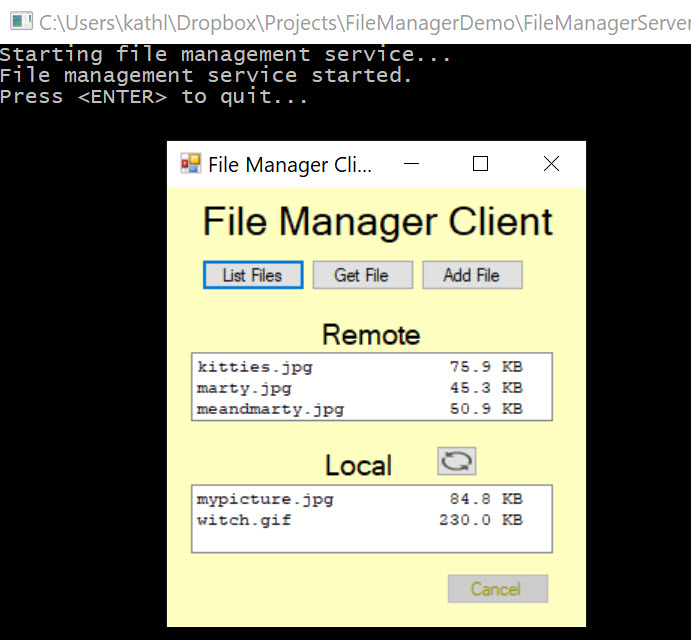 C:\Users\kathl\Dropbox\Projects\FileManagerDemo\FileManagerServer
Starting file management service...
File management service started.
Press <ENTER> to quit...
File Manager Cli...
File Manager Client
List Files Get File Add File
Remote
kitties.jpg 75.9 KB
marty.jpg 45.3 KB
meandmarty.jpg 50.9 KB
Local
mypicture.jpg 84.8 KB
witch.gif 230.0 KB
Cancel